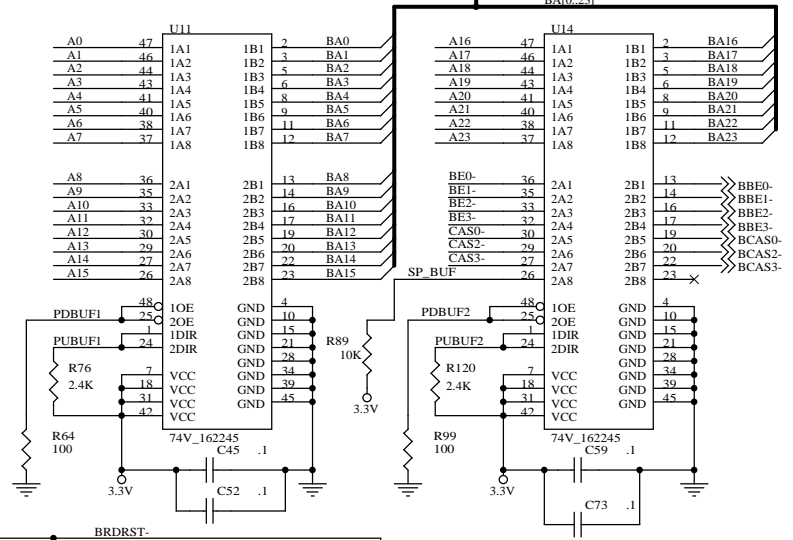 BA[0..23]
U11
A0 47 1A1 1B1 2 BA0
A1 46 1A2 1B2 3 BA1
A2 44 1A3 1B3 5 BA2
A3 43 1A4 1B4 6 BA3
A4 41 1A5 1B5 8 BA4
A5 40 1A6 1B6 9 BA5
A6 38 1A7 1B7 11 BA6
A7 37 1A8 1B8 12 BA7
A8 36 2A1 2B1 13 BA8
A9 35 2A2 2B2 14 BA9
A10 33 2A3 2B3 16 BA10
A11 32 2A4 2B4 17 BA11
A12 30 2A5 2B5 19 BA12
A13 29 2A6 2B6 20 BA13
A14 27 2A7 2B7 22 BA14
A15 26 2A8 2B8 23 BA15
48 1OE GND 4
PDBUF1 25 2OE GND 10
1 1DIR GND 15
PUBUF1 24 2DIR GND 21
GND 28
7 VCC GND 34
18 VCC GND 39
31 VCC GND 45
42 VCC
R76
2.4K
R64
100
74V_162245
C45 .1
3.3V
C52 .1
U14
A16 47 1A1 1B1 2 BA16
A17 46 1A2 1B2 3 BA17
A18 44 1A3 1B3 5 BA18
A19 43 1A4 1B4 6 BA19
A20 41 1A5 1B5 8 BA20
A21 40 1A6 1B6 9 BA21
A22 38 1A7 1B7 11 BA22
A23 37 1A8 1B8 12 BA23
BE0- 36 2A1 2B1 13 BBE0-
BE1- 35 2A2 2B2 14 BBE1-
BE2- 33 2A3 2B3 16 BBE2-
BE3- 32 2A4 2B4 17 BBE3-
CAS0- 30 2A5 2B5 19 BCAS0-
CAS2- 29 2A6 2B6 20 BCAS2-
CAS3- 27 2A7 2B7 22 BCAS3-
SP_BUF 26 2A8 2B8 23
48 1OE GND 4
PDBUF2 25 2OE GND 10
1 1DIR GND 15
PUBUF2 24 2DIR GND 21
GND 28
7 VCC GND 34
18 VCC GND 39
31 VCC GND 45
42 VCC
R89
10K
3.3V
R120
2.4K
R99
100
74V_162245
C59 .1
3.3V
C73 .1
BRDRST-